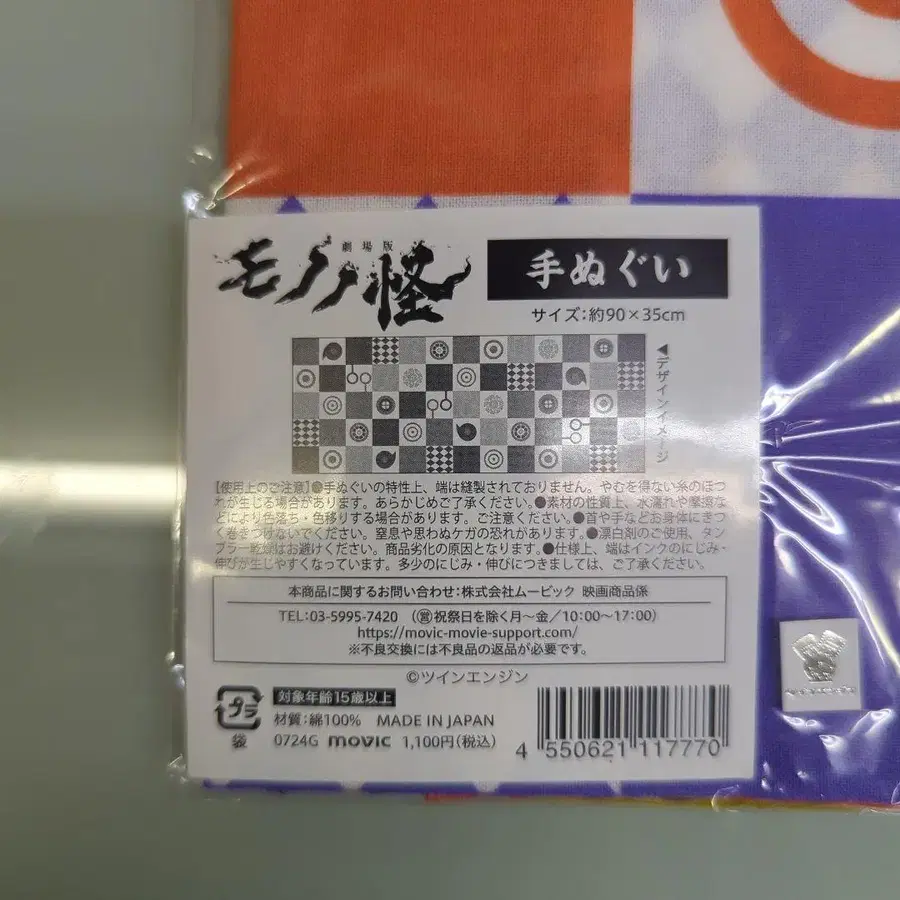 劇場版
モノノ怪
手ぬぐい
サイズ:約90×35cm
◀デザインイメージ
【使用上のご注意】●手ぬぐいの特性上、端は縫製されておりません。やむを得ない糸のほつ
れが生じる場合があります。あらかじめご了承ください。●素材の性質上、水濡れや摩擦な
どにより色落ち・色移りする場合があります。ご注意ください。●首や手などお身体にきつ
く巻きつけないでください。窒息や思わぬケガの恐れがあります。●漂白剤のご使用、タン
ブラー乾燥はお避けください。商品劣化の原因となります。●仕様上、端はインクのにじみ・
伸びが生じやすくなっています。多少のにじみ・伸びにつきましては、ご了承ください。
本商品に関するお問い合わせ:株式会社ムービック 映画商品係
TEL:03-5995-7420 (営祝祭日を除く月〜金/10:00〜17:00)
https://movic-movie-support.com/
※不良交換には不良品の返品が必要です。
©ツインエンジン
プラ
袋
対象年齢15歳以上
材質:綿100% MADE IN JAPAN
0724G movic 1,100円(税込)
4 550621 117770